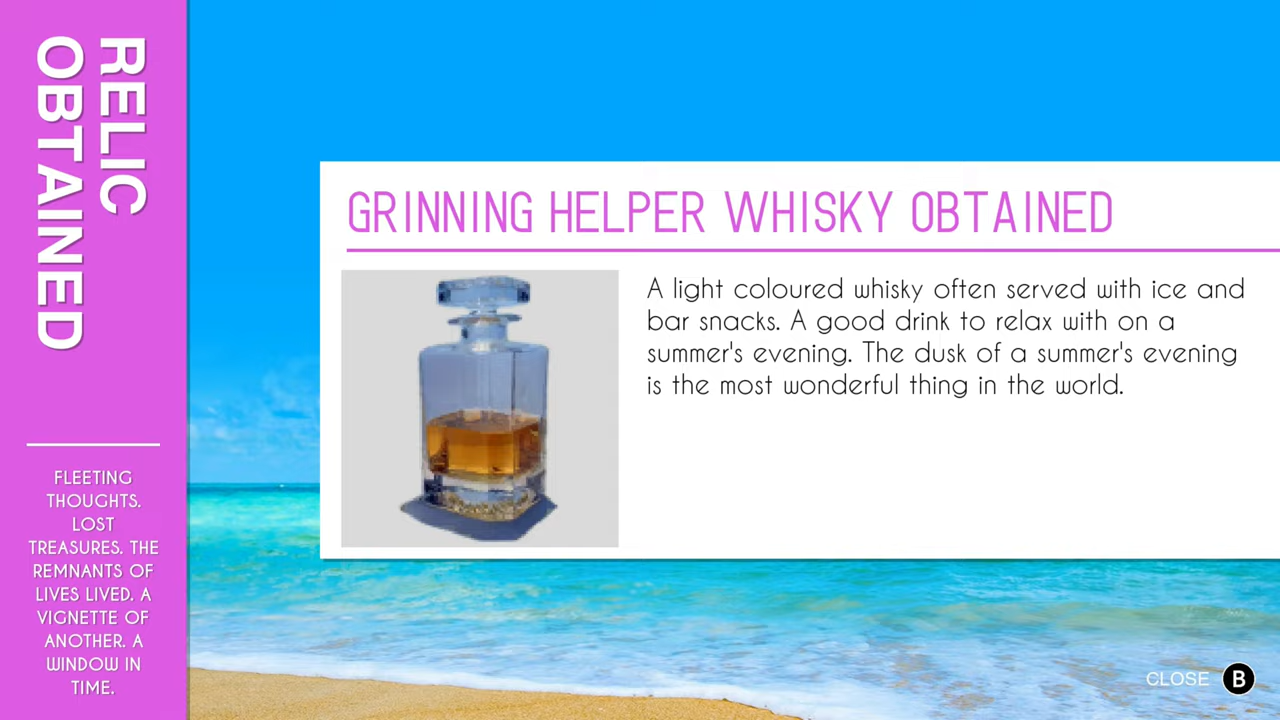 RELIC
OBTAINED
FLEETING
THOUGHTS.
LOST
TREASURES. THE
REMNANTS OF
LIVES LIVED. A
VIGNETTE OF
ANOTHER. A
WINDOW IN
TIME.
GRINNING HELPER WHISKY OBTAINED
A light coloured whisky often served with ice and
bar snacks. A good drink to relax with on a
summer's evening. The dusk of a summer's evening
is the most wonderful thing in the world.
CLOSE B